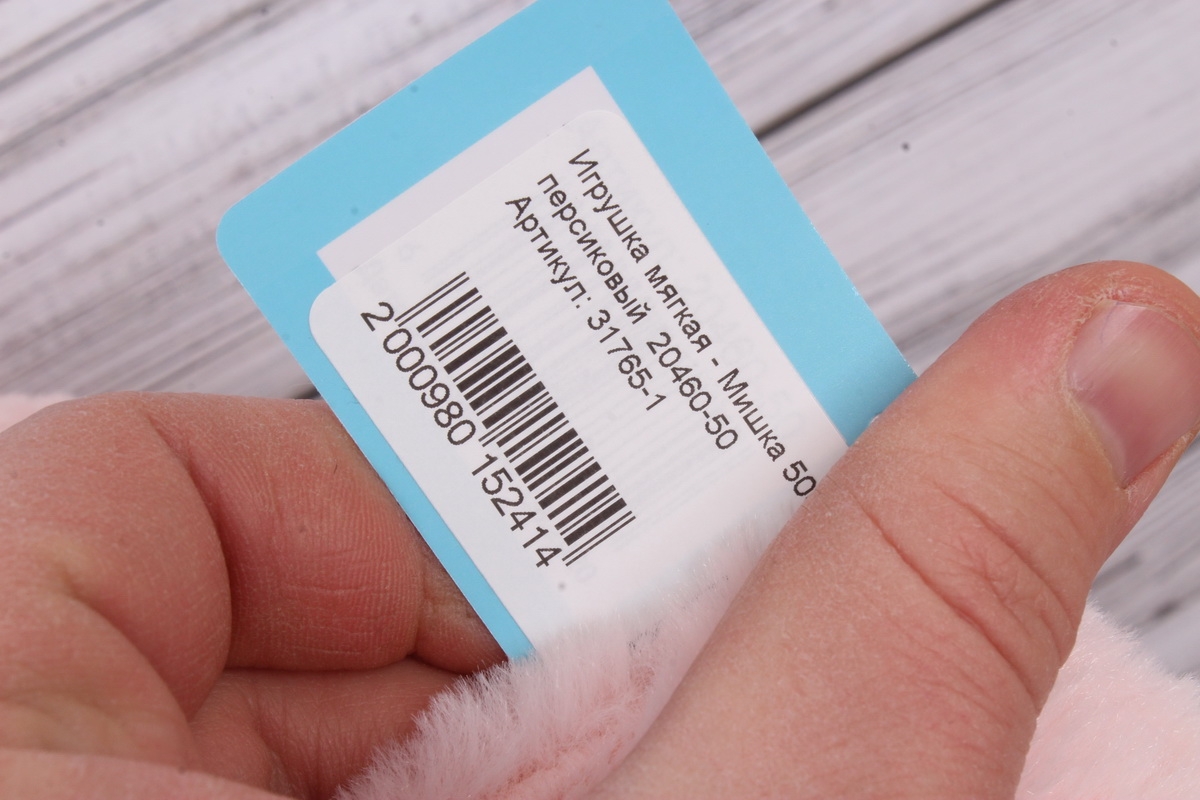 Игрушка мягкая - Мишка 50
персиковый 20460-50
Артикул: 31765-1
2 000980 152414